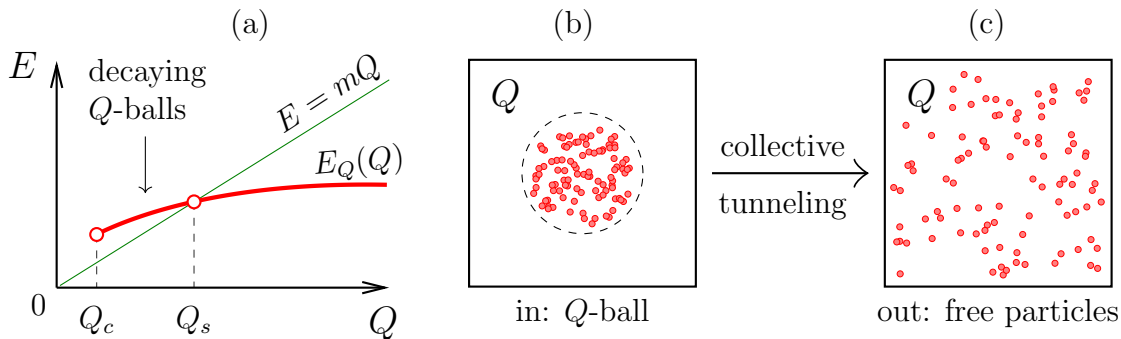 (a)
E
decaying
Q-balls
E = mQ
E_Q(Q)
0
Q_c
Q_s
Q
(b)
Q
in: Q-ball
collective
tunneling
(c)
Q
out: free particles